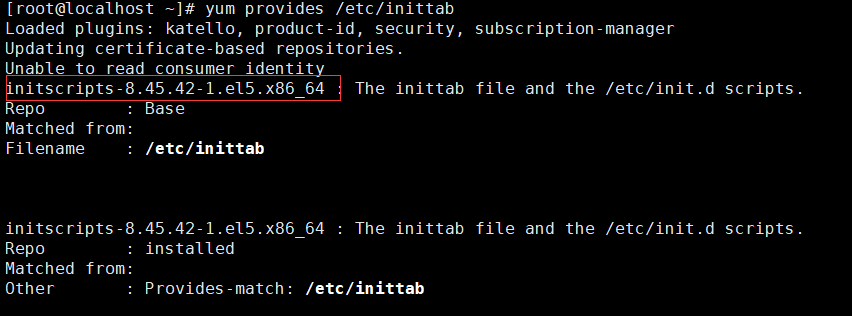 [root@localhost ~]# yum provides /etc/inittab
Loaded plugins: katello, product-id, security, subscription-manager
Updating certificate-based repositories.
Unable to read consumer identity
initscripts-8.45.42-1.el5.x86_64 : The inittab file and the /etc/init.d scripts.
Repo        : Base
Matched from:
Filename    : /etc/inittab
initscripts-8.45.42-1.el5.x86_64 : The inittab file and the /etc/init.d scripts.
Repo        : installed
Matched from:
Other       : Provides-match: /etc/inittab